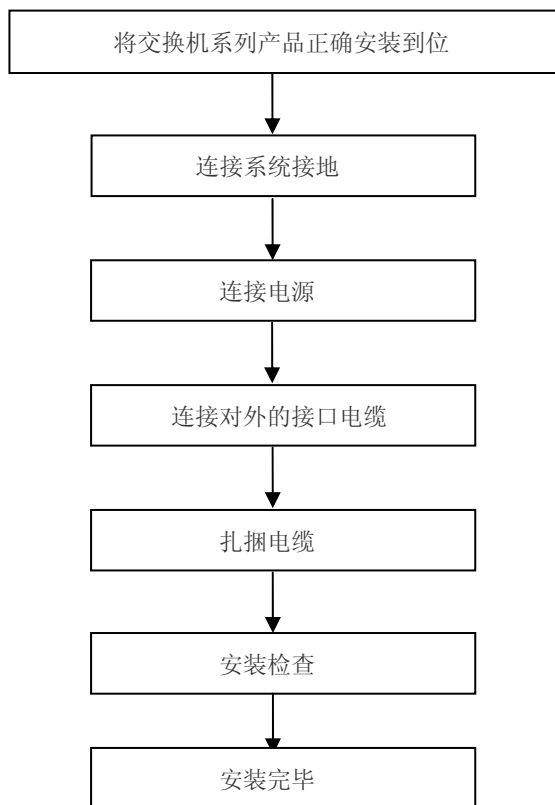 将交换机系列产品正确安装到位
连接系统接地
连接电源
连接对外的接口电缆
扎捆电缆
安装检查
安装完毕